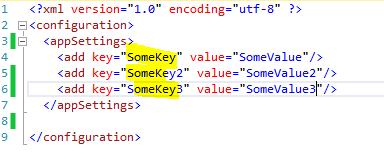 1 <?xml version="1.0" encoding="utf-8" ?>
2 <configuration>
3 <appSettings>
4 <add key="SomeKey" value="SomeValue"/>
5 <add key="SomeKey2" value="SomeValue2"/>
6 <add key="SomeKey3" value="SomeValue3"/>
7 </appSettings>
8
9 </configuration>